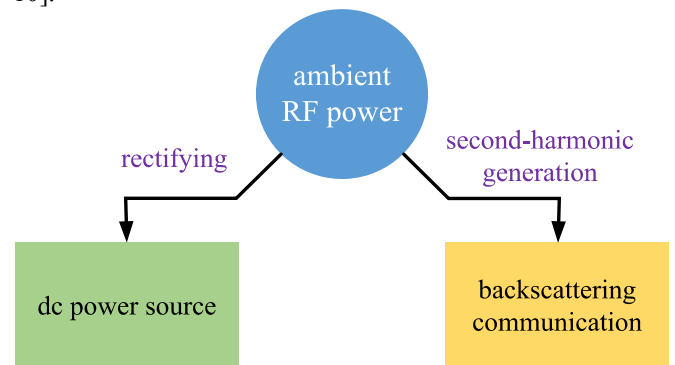 ambient
RF power
rectifying
second-harmonic
generation
dc power source
backscattering
communication